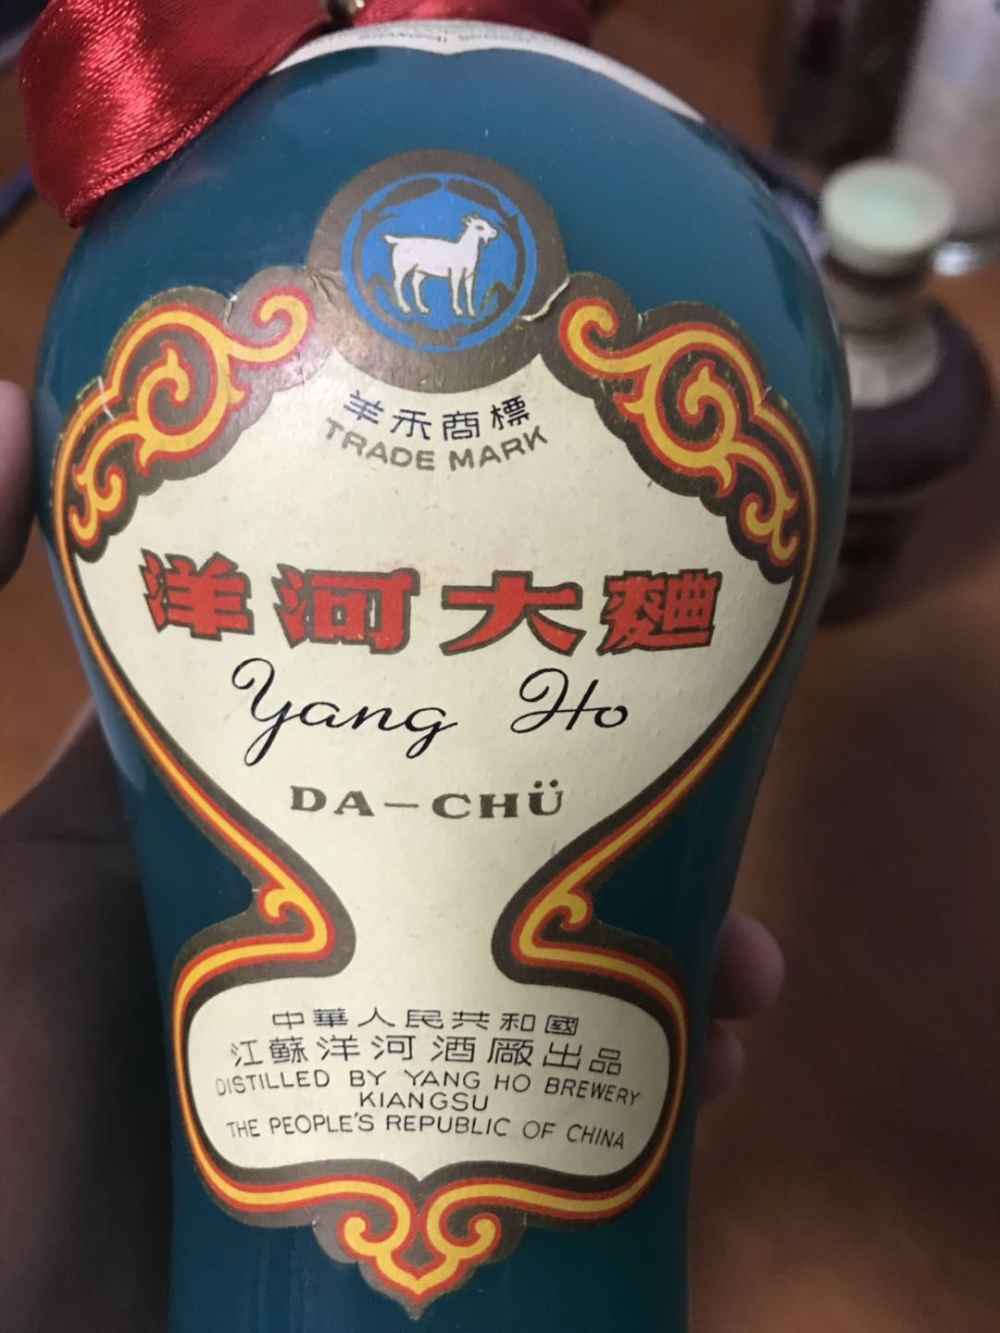 羊禾商標
TRADE MARK
洋河大麯
Yang Ho
DA-CHÜ
中華人民共和國
江蘇洋河酒廠出品
DISTILLED BY YANG HO BREWERY
KIANGSU
THE PEOPLE'S REPUBLIC OF CHINA